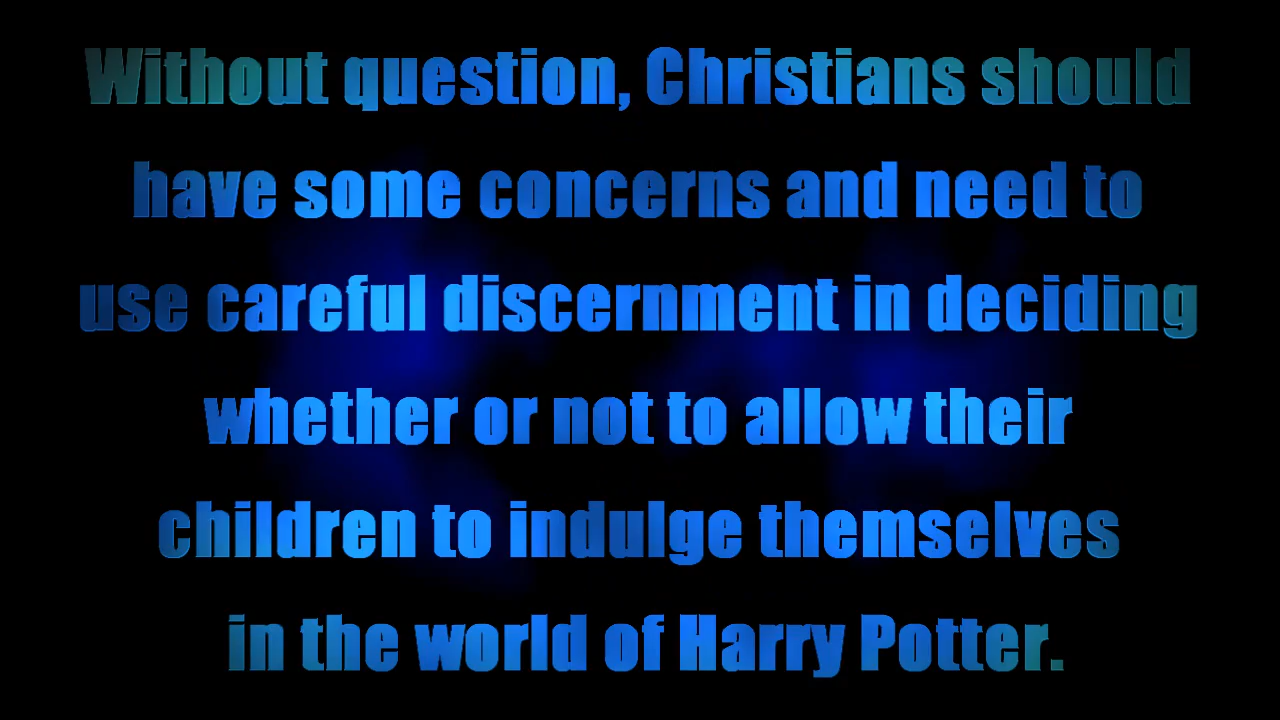 Without question, Christians should
have some concerns and need to
use careful discernment in deciding
whether or not to allow their
children to indulge themselves
in the world of Harry Potter.